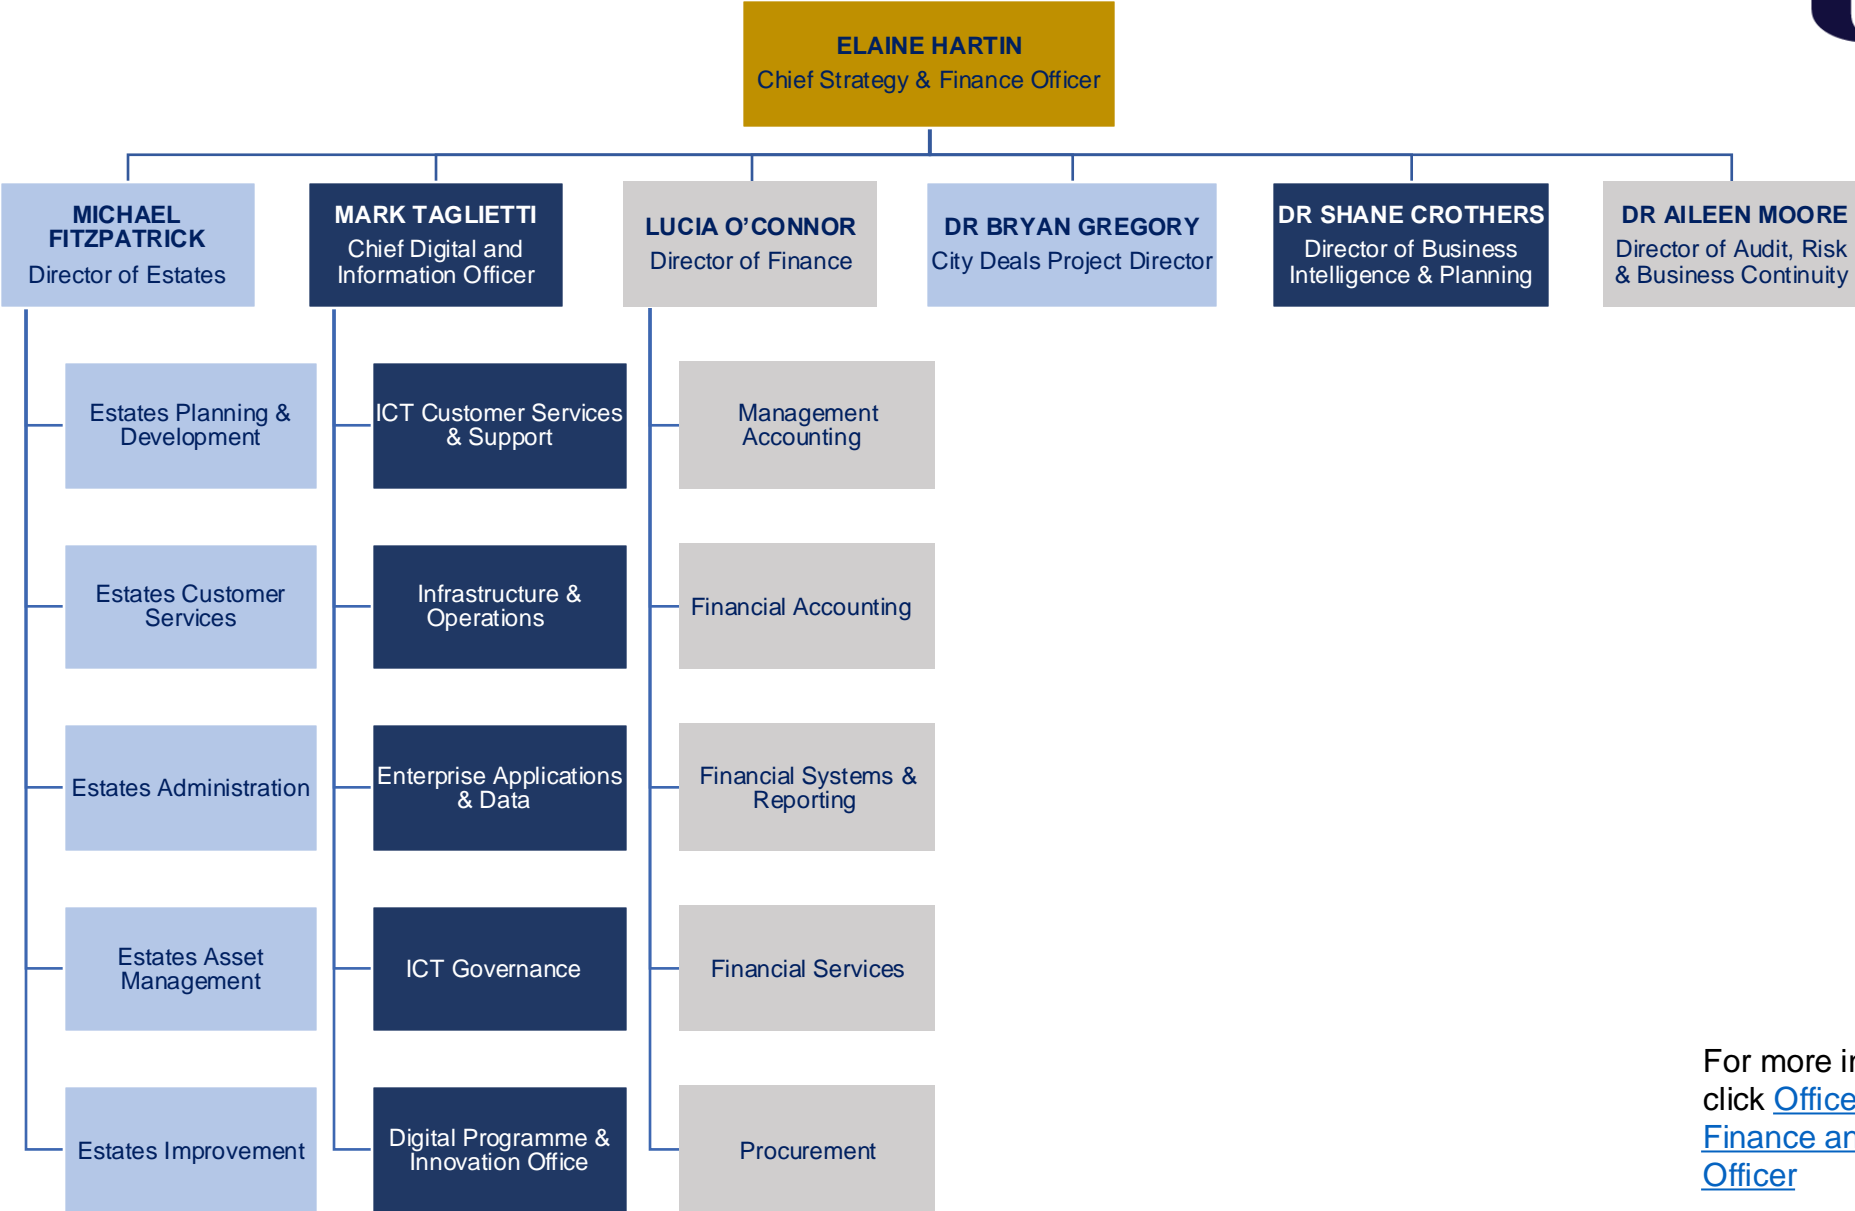 ELAINE HARTIN
Chief Strategy & Finance Officer
MICHAEL
FITZPATRICK
Director of Estates
MARK TAGLIETTI
Chief Digital and
Information Officer
LUCIA O’CONNOR
Director of Finance
DR BRYAN GREGORY
City Deals Project Director
DR SHANE CROTHERS
Director of Business
Intelligence & Planning
DR AILEEN MOORE
Director of Audit, Risk
& Business Continuity
Estates Planning &
Development
ICT Customer Services
& Support
Management
Accounting
Estates Customer
Services
Infrastructure &
Operations
Financial Accounting
Estates Administration
Enterprise Applications
& Data
Financial Systems &
Reporting
Estates Asset
Management
ICT Governance
Financial Services
Estates Improvement
Digital Programme &
Innovation Office
Procurement
For more
click Office
Finance
Officer